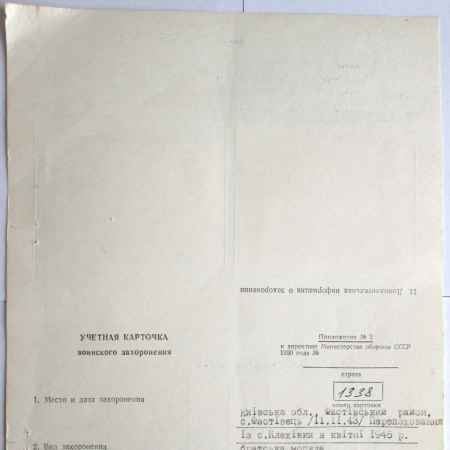 11. Дополнительная информация о захоронении
УЧЕТНАЯ КАРТОЧКА
воинского захоронения
Приложение № 2
к директиве Министерства обороны СССР
1990 года №
страна
1338
номер карточки
1. Место и дата захоронения
Київська обл., Фастівський район,
с.Фастівець /11.11.43/ Перепоховання
Із с.Клехівки в квітні 1946 р.
2. Вид захоронения
братська могила